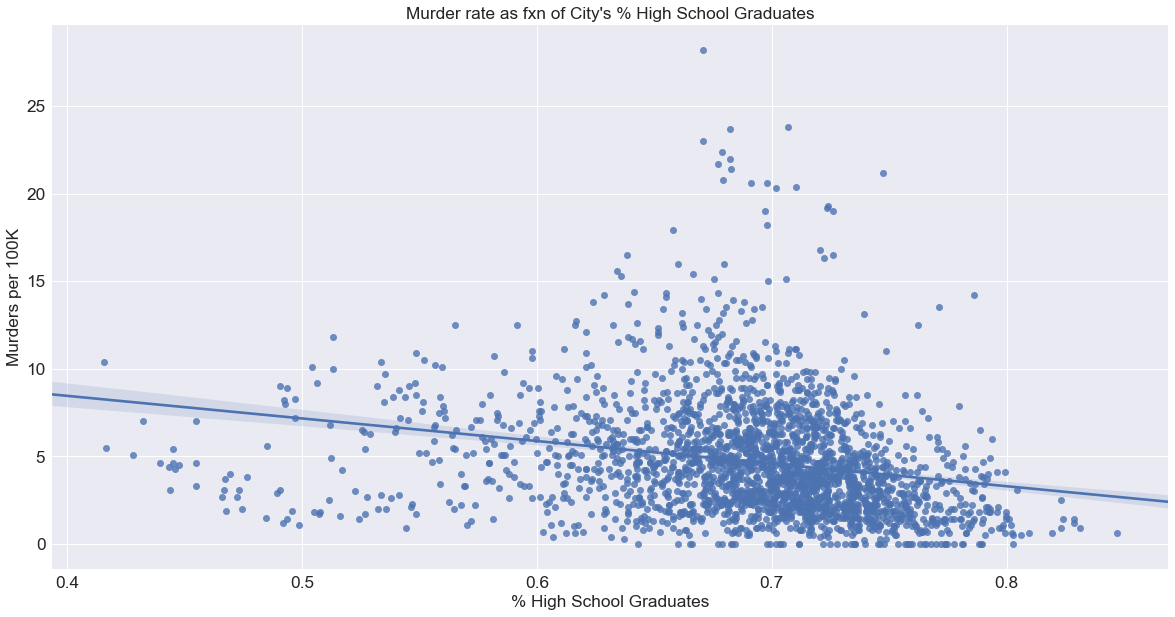 Murder rate as fxn of City's % High School Graduates
Murders per 100K
25
20
15
10
5
0
0.4 0.5 0.6 0.7 0.8
% High School Graduates